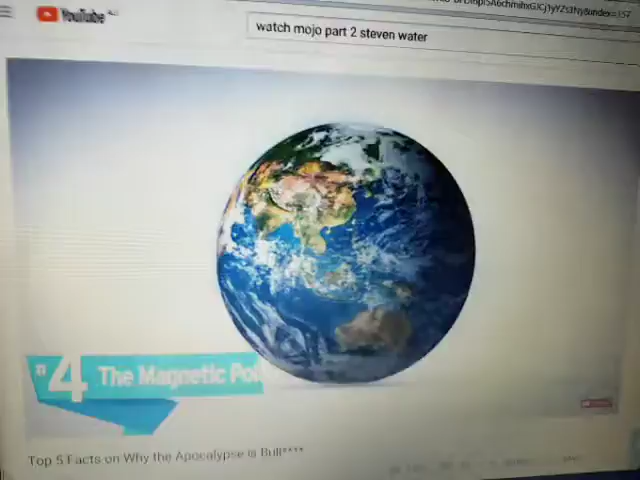 YouTube
watch mojo part 2 steven water
#4 The Magnetic Pol
Top 5 Facts on Why the Apocalypse is Bull****